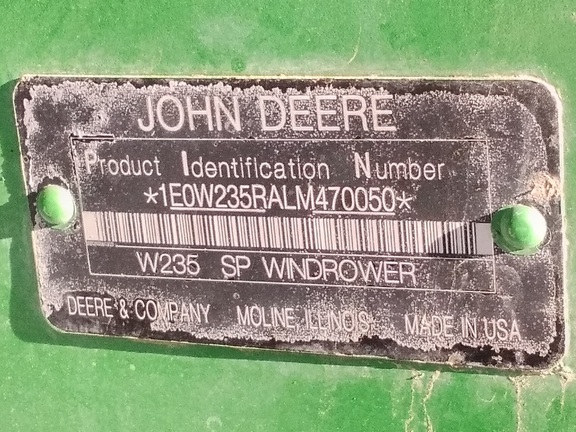 JOHN DEERE
Product Identification Number
*1E0W235RALM470050*
W235 SP WINDROWER
DEERE & COMPANY MOLINE ILLINOIS MADE IN USA